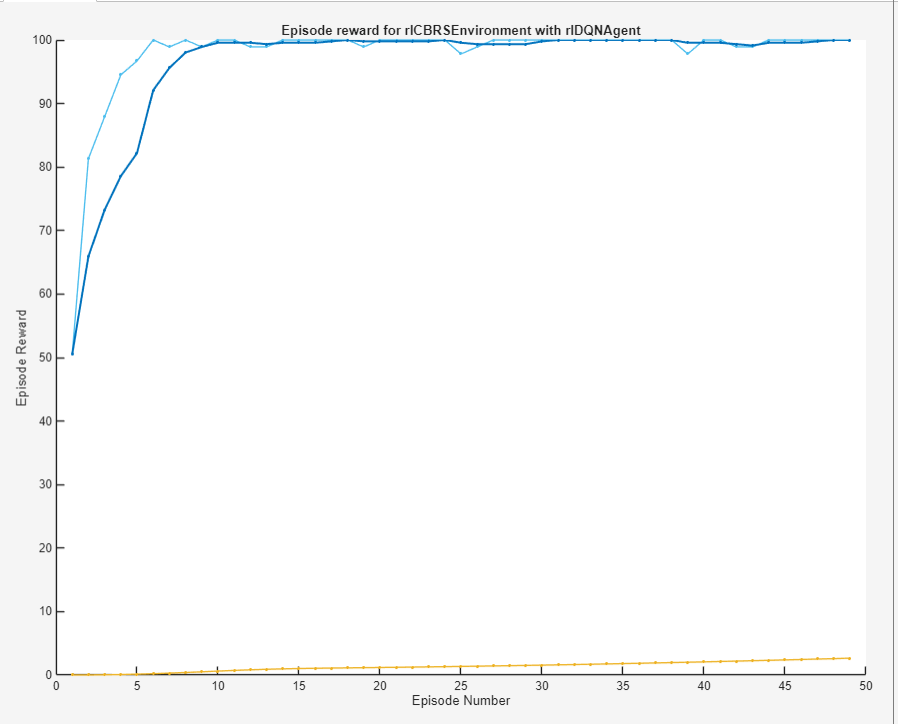 Episode reward for rlCBRSEnvironment with rlDQNAgent
100
90
80
70
60
50
40
30
20
10
0
Episode Reward
0 5 10 15 20 25 30 35 40 45 50
Episode Number